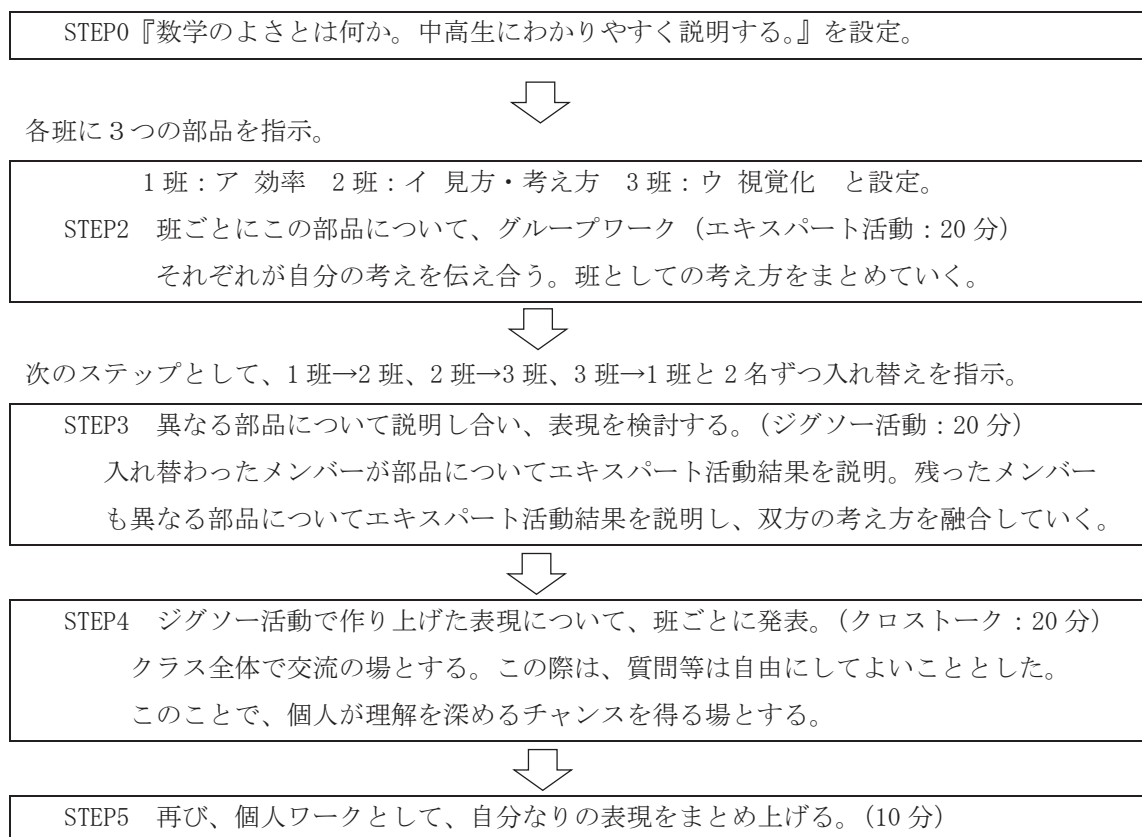 STEP0『数学のよさとは何か。中高生にわかりやすく説明する。』を設定。
各班に３つの部品を指示。
1班：ア 効率　2班：イ 見方・考え方　3班：ウ 視覚化　と設定。
STEP2　班ごとにこの部品について、グループワーク（エキスパート活動：20分）
それぞれが自分の考えを伝え合う。班としての考え方をまとめていく。
次のステップとして、1班→2班、2班→3班、3班→1班と2名ずつ入れ替えを指示。
STEP3　異なる部品について説明し合い、表現を検討する。（ジグソー活動：20分）
入れ替わったメンバーが部品についてエキスパート活動結果を説明。残ったメンバー
も異なる部品についてエキスパート活動結果を説明し、双方の考え方を融合していく。
STEP4　ジグソー活動で作り上げた表現について、班ごとに発表。（クロストーク：20分）
クラス全体で交流の場とする。この際は、質問等は自由にしてよいこととした。
このことで、個人が理解を深めるチャンスを得る場とする。
STEP5　再び、個人ワークとして、自分なりの表現をまとめ上げる。（10分）